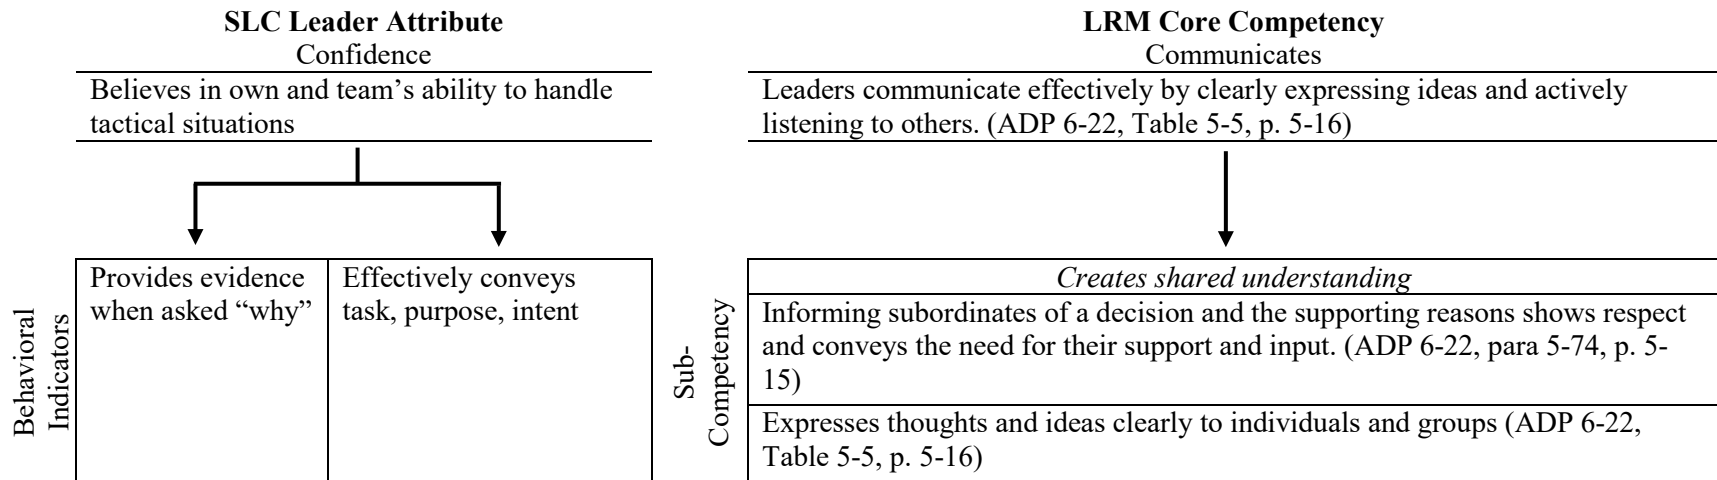 SLC Leader Attribute
Confidence
Believes in own and team’s ability to handle
tactical situations
Behavioral
Indicators
Provides evidence
when asked “why”
Effectively conveys
task, purpose, intent
LRM Core Competency
Communicates
Leaders communicate effectively by clearly expressing ideas and actively
listening to others. (ADP 6-22, Table 5-5, p. 5-16)
Sub-
Competency
Creates shared understanding
Informing subordinates of a decision and the supporting reasons shows respect
and conveys the need for their support and input. (ADP 6-22, para 5-74, p. 5-
15)
Expresses thoughts and ideas clearly to individuals and groups (ADP 6-22,
Table 5-5, p. 5-16)